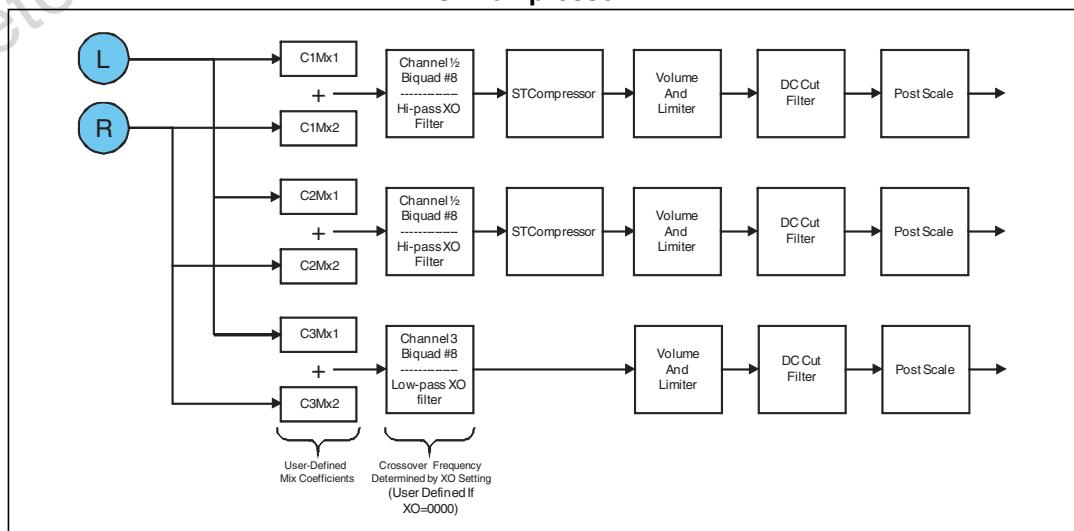 L
R
C1Mx1
+
C1Mx2
Channel ½
Biquad #8
--------------
Hi-pass XO
Filter
STCompressor
Volume
And
Limiter
DC Cut
Filter
Post Scale
C2Mx1
+
C2Mx2
Channel ½
Biquad #8
--------------
Hi-pass XO
Filter
STCompressor
Volume
And
Limiter
DC Cut
Filter
Post Scale
C3Mx1
+
C3Mx2
Channel 3
Biquad #8
--------------
Low-pass XO
filter
Volume
And
Limiter
DC Cut
Filter
Post Scale
User-Defined
Mix Coefficients
Crossover Frequency
Determined by XO Setting
(User Defined If
XO=0000)